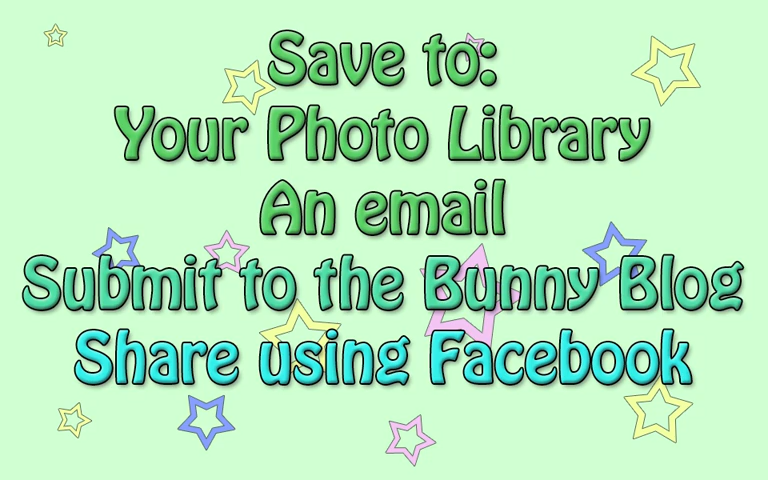 Save to:
Your Photo Library
An email
Submit to the Bunny Blog
Share using Facebook